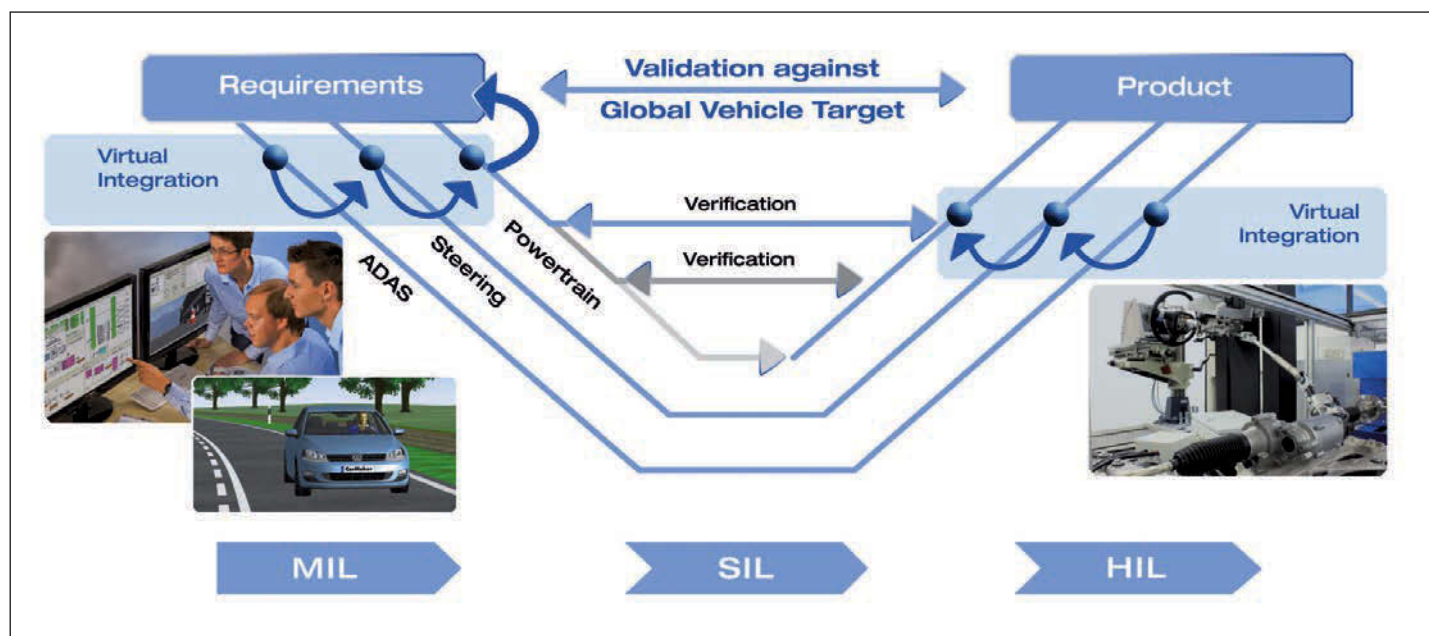 Requirements
Validation against
Global Vehicle Target
Product
Virtual
Integration
Verification
Verification
Virtual
Integration
ADAS
Steering
Powertrain
CarMaker
MIL
SIL
HIL